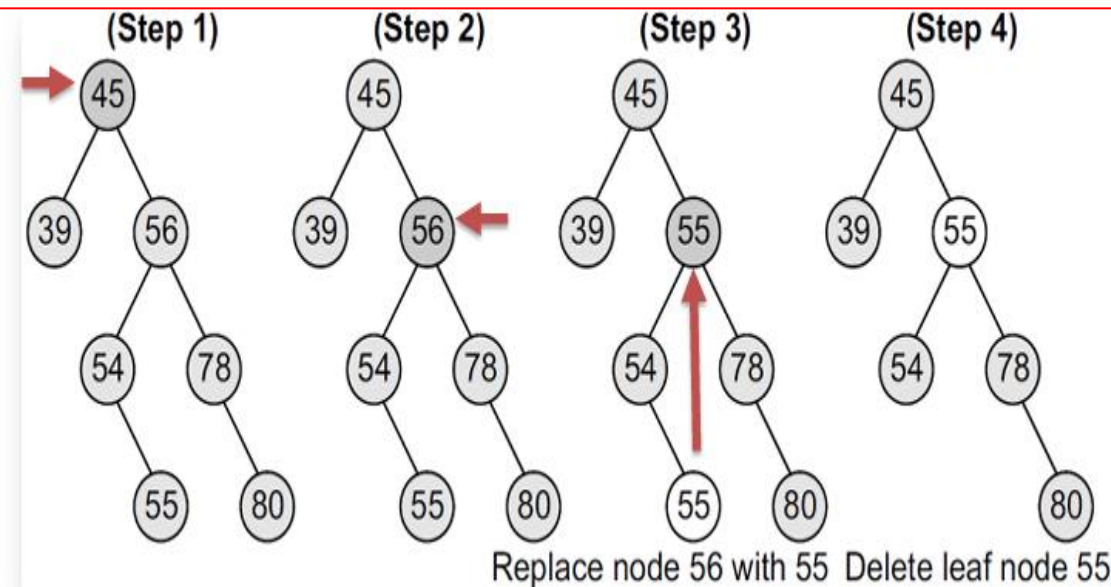 (Step 1) (Step 2) (Step 3) (Step 4)
45 45 45 45
39 56 39 56 39 55 39 55
54 78 54 78 54 78 54 78
55 80 55 80 55 80 80
Replace node 56 with 55 Delete leaf node 55